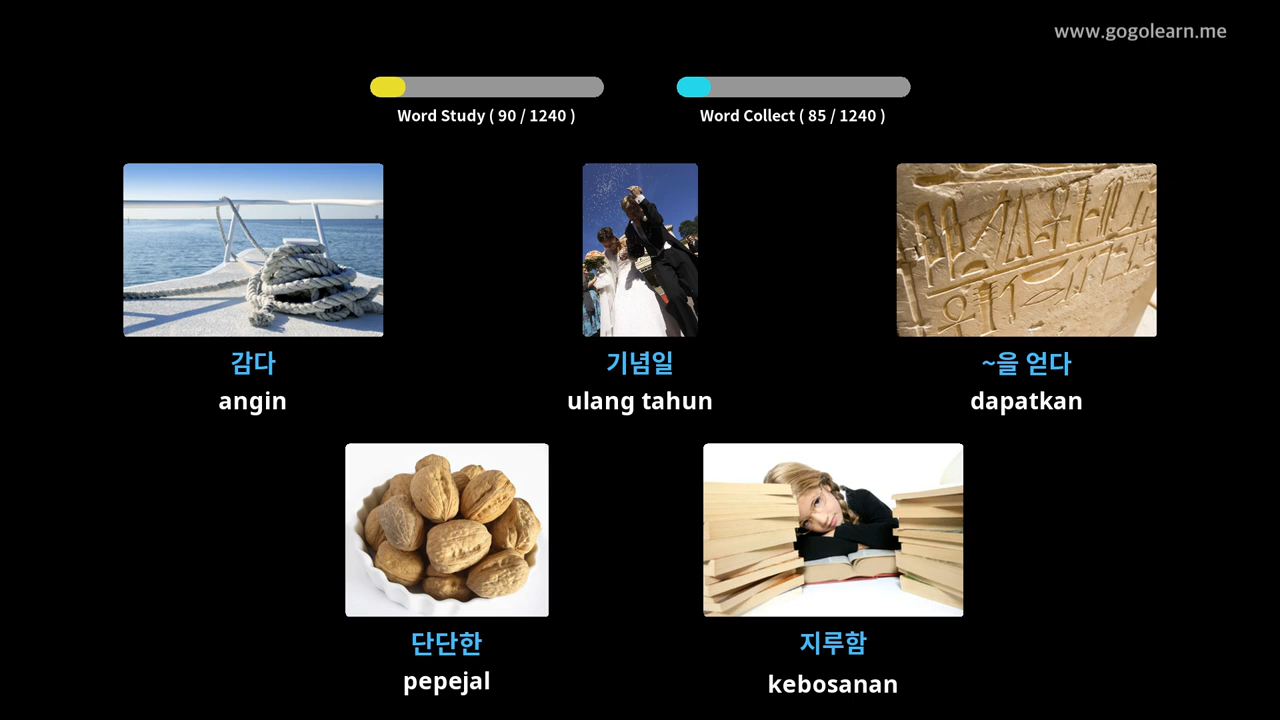 www.gogolearn.me
Word Study ( 90 / 1240 )
Word Collect ( 85 / 1240 )
감다
기념일
~을 얻다
angin
ulang tahun
dapatkan
단단한
지루함
pepejal
kebosanan